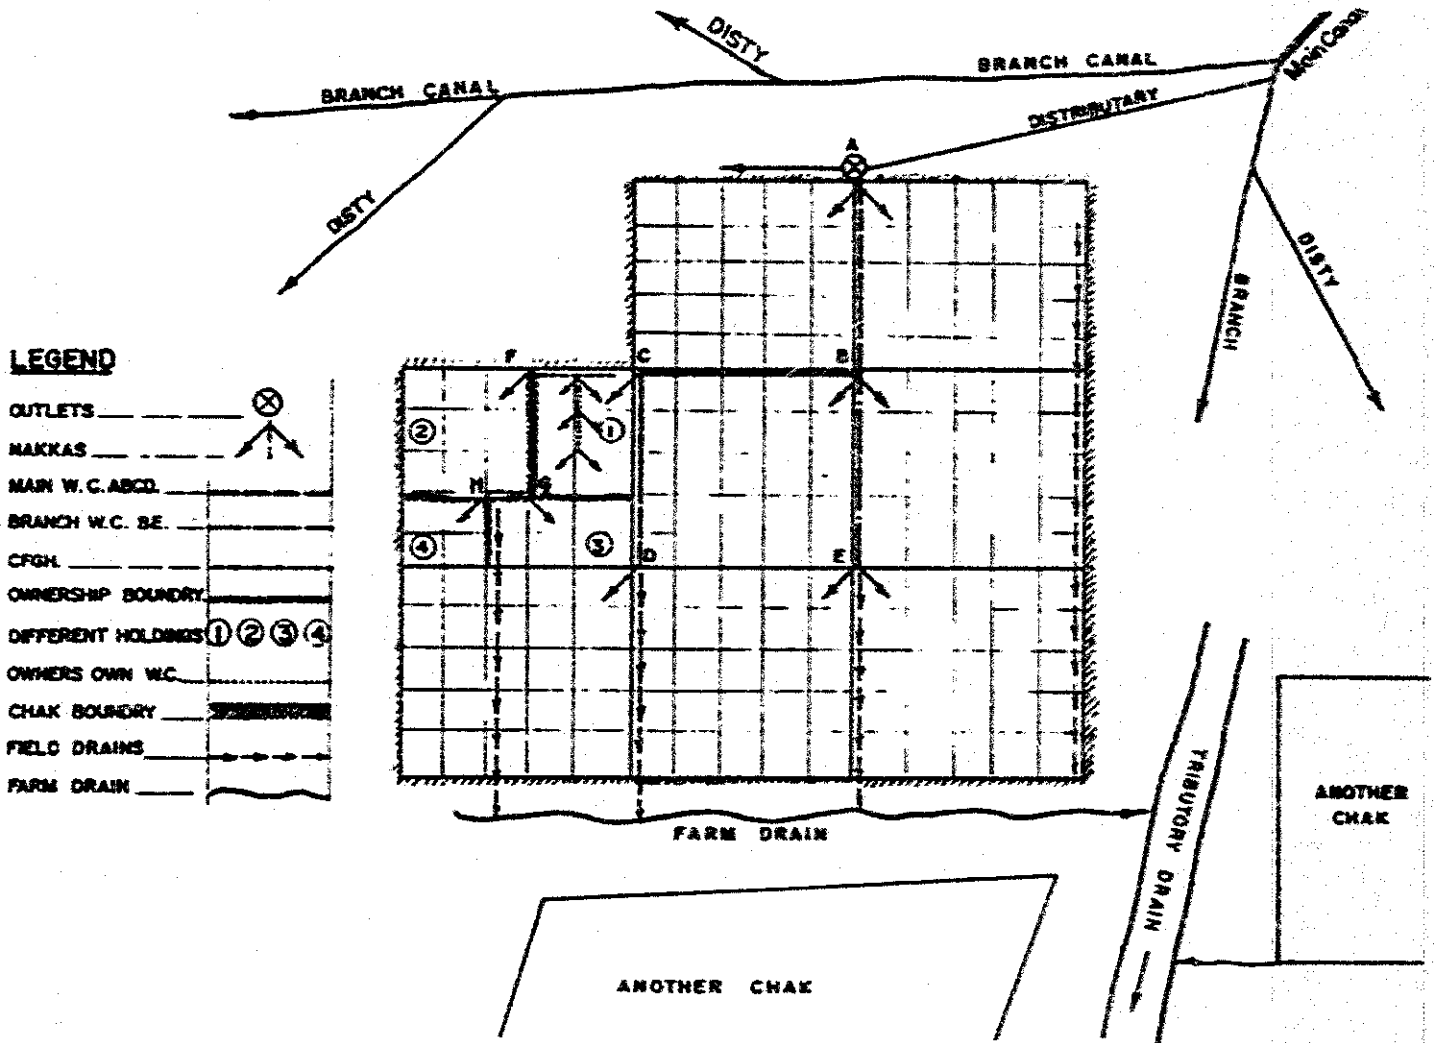 DISTY
BRANCH CANAL
Main Canal
BRANCH CANAL
DISTRIBUTARY
A
DISTY
DISTY
BRANCH
LEGEND
OUTLETS
NAKKAS
MAIN W.C. ABCD.
BRANCH W.C. BE.
CFGH.
OWNERSHIP BOUNDRY
DIFFERENT HOLDINGS 1 2 3 4
OWNERS OWN W.C.
CHAK BOUNDRY
FIELD DRAINS
FARM DRAIN
F C B
2 1
H G
4 3 D E
FARM DRAIN
TRIBUTORY DRAIN
ANOTHER
CHAK
ANOTHER CHAK